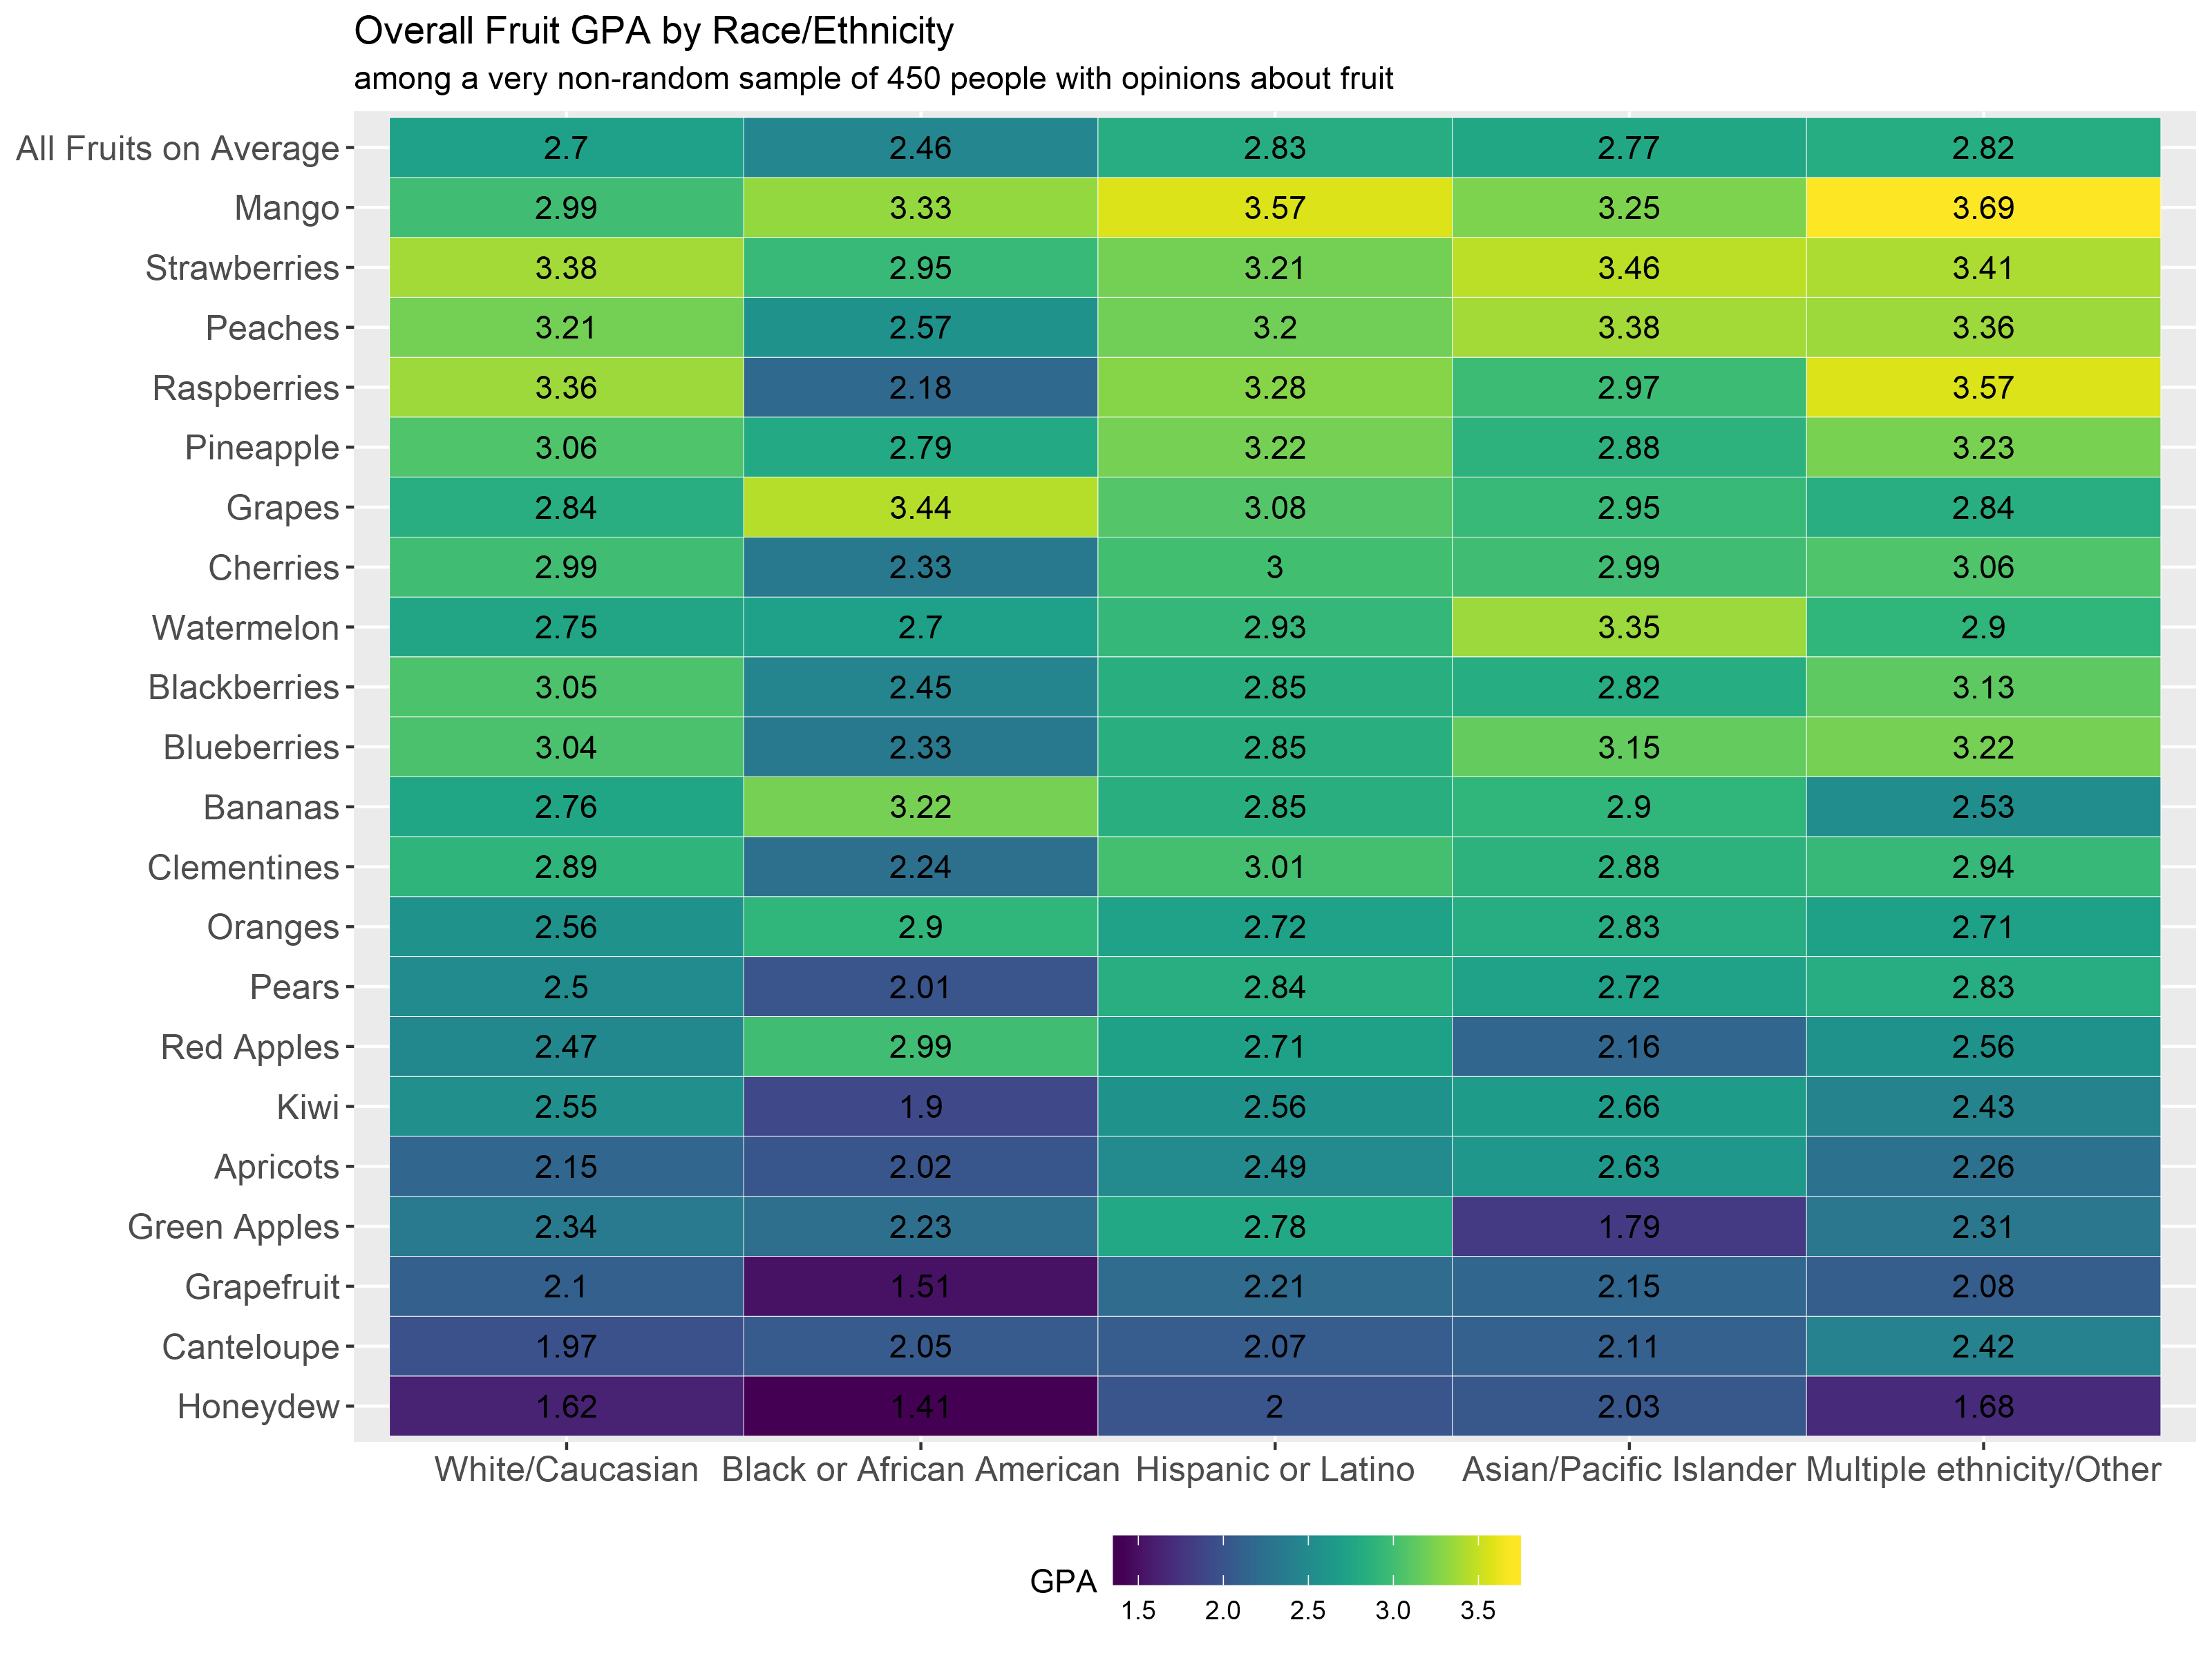 Overall Fruit GPA by Race/Ethnicity
among a very non-random sample of 450 people with opinions about fruit
All Fruits on Average 2.7 2.46 2.83 2.77 2.82
Mango 2.99 3.33 3.57 3.25 3.69
Strawberries 3.38 2.95 3.21 3.46 3.41
Peaches 3.21 2.57 3.2 3.38 3.36
Raspberries 3.36 2.18 3.28 2.97 3.57
Pineapple 3.06 2.79 3.22 2.88 3.23
Grapes 2.84 3.44 3.08 2.95 2.84
Cherries 2.99 2.33 3 2.99 3.06
Watermelon 2.75 2.7 2.93 3.35 2.9
Blackberries 3.05 2.45 2.85 2.82 3.13
Blueberries 3.04 2.33 2.85 3.15 3.22
Bananas 2.76 3.22 2.85 2.9 2.53
Clementines 2.89 2.24 3.01 2.88 2.94
Oranges 2.56 2.9 2.72 2.83 2.71
Pears 2.5 2.01 2.84 2.72 2.83
Red Apples 2.47 2.99 2.71 2.16 2.56
Kiwi 2.55 1.9 2.56 2.66 2.43
Apricots 2.15 2.02 2.49 2.63 2.26
Green Apples 2.34 2.23 2.78 1.79 2.31
Grapefruit 2.1 1.51 2.21 2.15 2.08
Canteloupe 1.97 2.05 2.07 2.11 2.42
Honeydew 1.62 1.41 2 2.03 1.68
White/Caucasian Black or African American Hispanic or Latino Asian/Pacific Islander Multiple ethnicity/Other
GPA
1.5 2.0 2.5 3.0 3.5